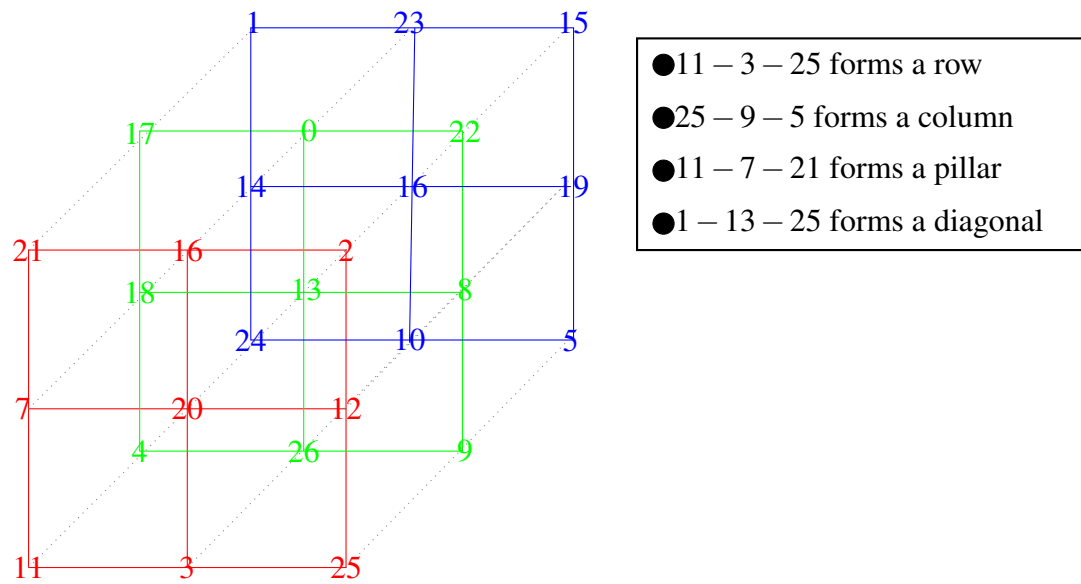 1 23 15
17 0 22
14 16 19
21 16 2
18 13 8
24 10 5
7 20 12
4 26 9
11 3 25
●11 − 3 − 25 forms a row
●25 − 9 − 5 forms a column
●11 − 7 − 21 forms a pillar
●1 − 13 − 25 forms a diagonal